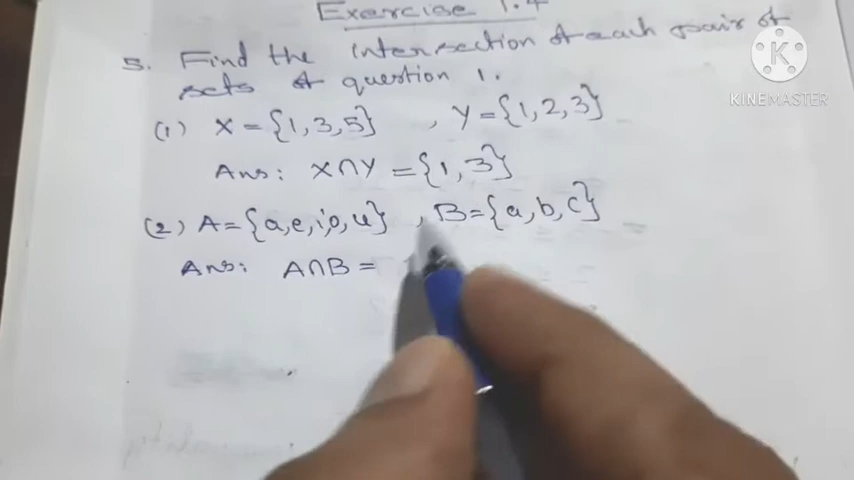 Exercise 1.4
5. Find the intersection of each pair of
sets of question 1.
(1) X = {1, 3, 5} , Y = {1, 2, 3}
Ans: X∩Y = {1, 3}
(2) A = {a, e, i, o, u} , B = {a, b, c}
Ans: A∩B =
KINEMASTER